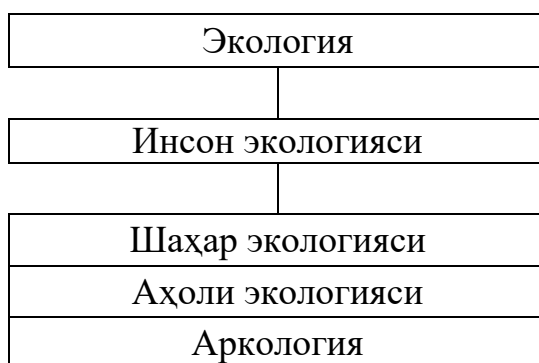 Экология
Инсон экологияси
Шаҳар экологияси
Аҳоли экологияси
Аркология